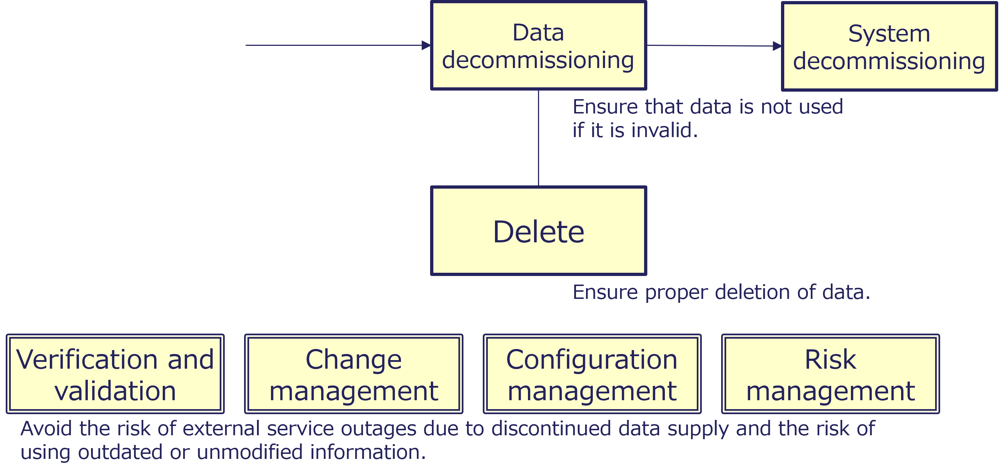 Data
decommissioning
System
decommissioning
Ensure that data is not used
if it is invalid.
Delete
Ensure proper deletion of data.
Verification and
validation
Change
management
Configuration
management
Risk
management
Avoid the risk of external service outages due to discontinued data supply and the risk of
using outdated or unmodified information.